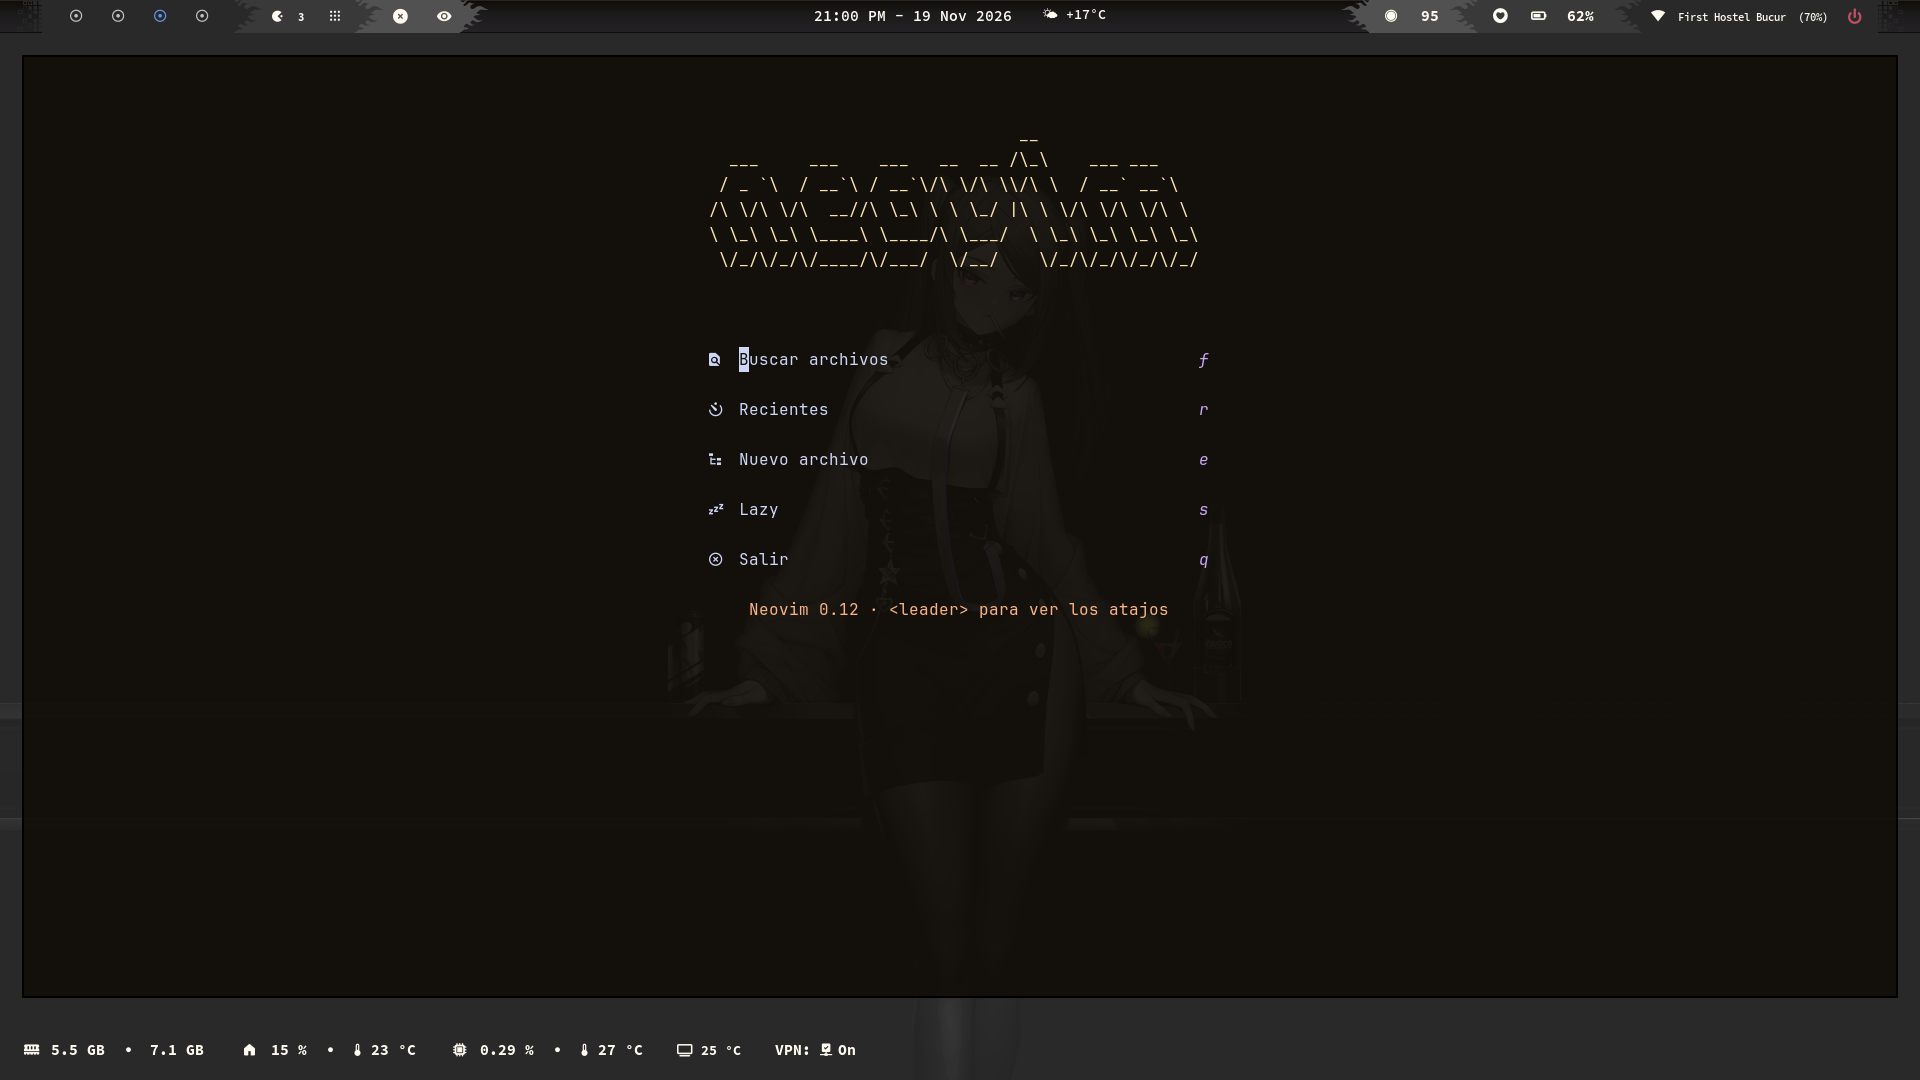 3
21:00 PM - 19 Nov 2026
+17°C
95
62%
First Hostel Bucur (70%)
neovim
Buscar archivos f
Recientes r
Nuevo archivo e
Lazy s
Salir q
Neovim 0.12 · <leader> para ver los atajos
5.5 GB • 7.1 GB 15 % • 23 °C 0.29 % • 27 °C 25 °C VPN: On